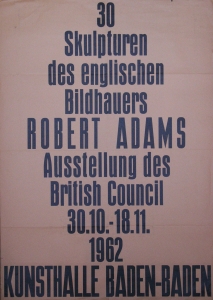 30
Skulpturen
des englischen
Bildhauers
ROBERT ADAMS
Ausstellung des
British Council
30.10.-18.11.
1962
KUNSTHALLE BADEN-BADEN